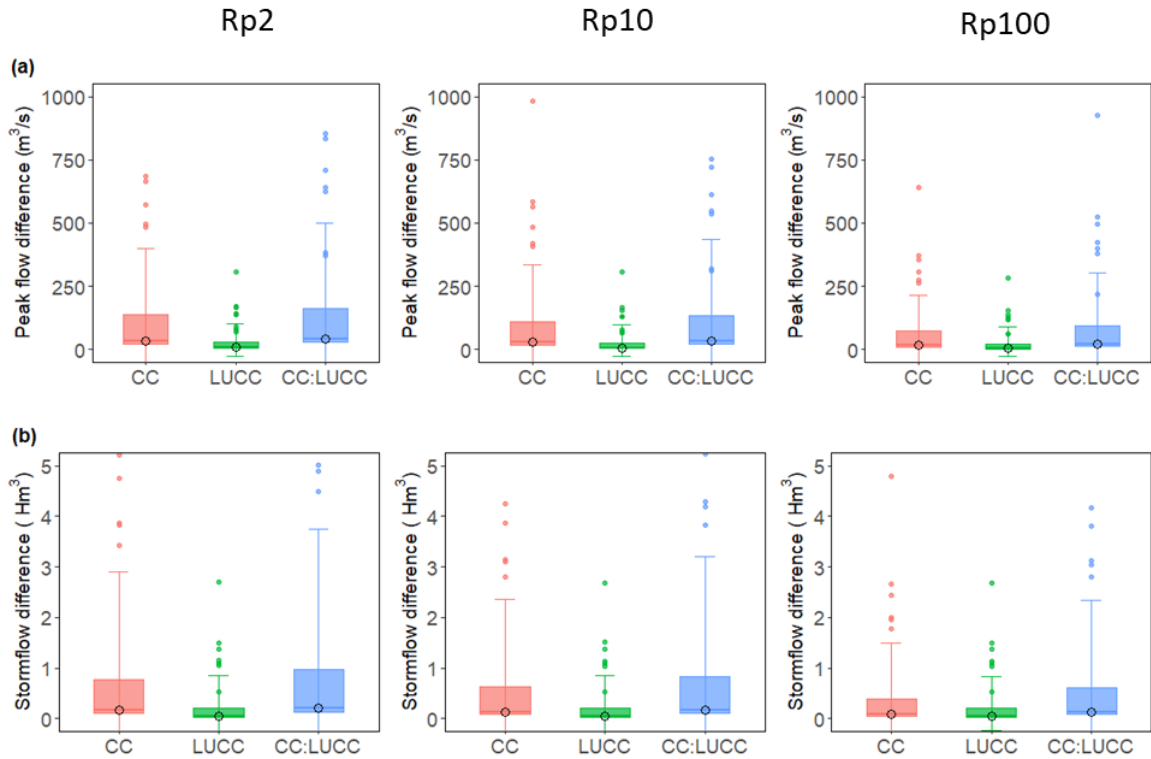 Rp2 Rp10 Rp100
(a)
Peak flow difference (m³/s)
1000
750
500
250
0
CC LUCC CC:LUCC
Peak flow difference (m³/s)
1000
750
500
250
0
CC LUCC CC:LUCC
Peak flow difference (m³/s)
1000
750
500
250
0
CC LUCC CC:LUCC
(b)
Stormflow difference ( Hm³)
5
4
3
2
1
0
CC LUCC CC:LUCC
Stormflow difference ( Hm³)
5
4
3
2
1
0
CC LUCC CC:LUCC
Stormflow difference ( Hm³)
5
4
3
2
1
0
CC LUCC CC:LUCC